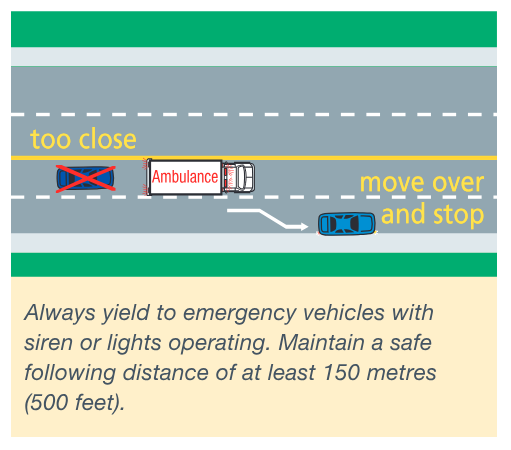 too close
Ambulance
move over
and stop
Always yield to emergency vehicles with
siren or lights operating. Maintain a safe
following distance of at least 150 metres
(500 feet).